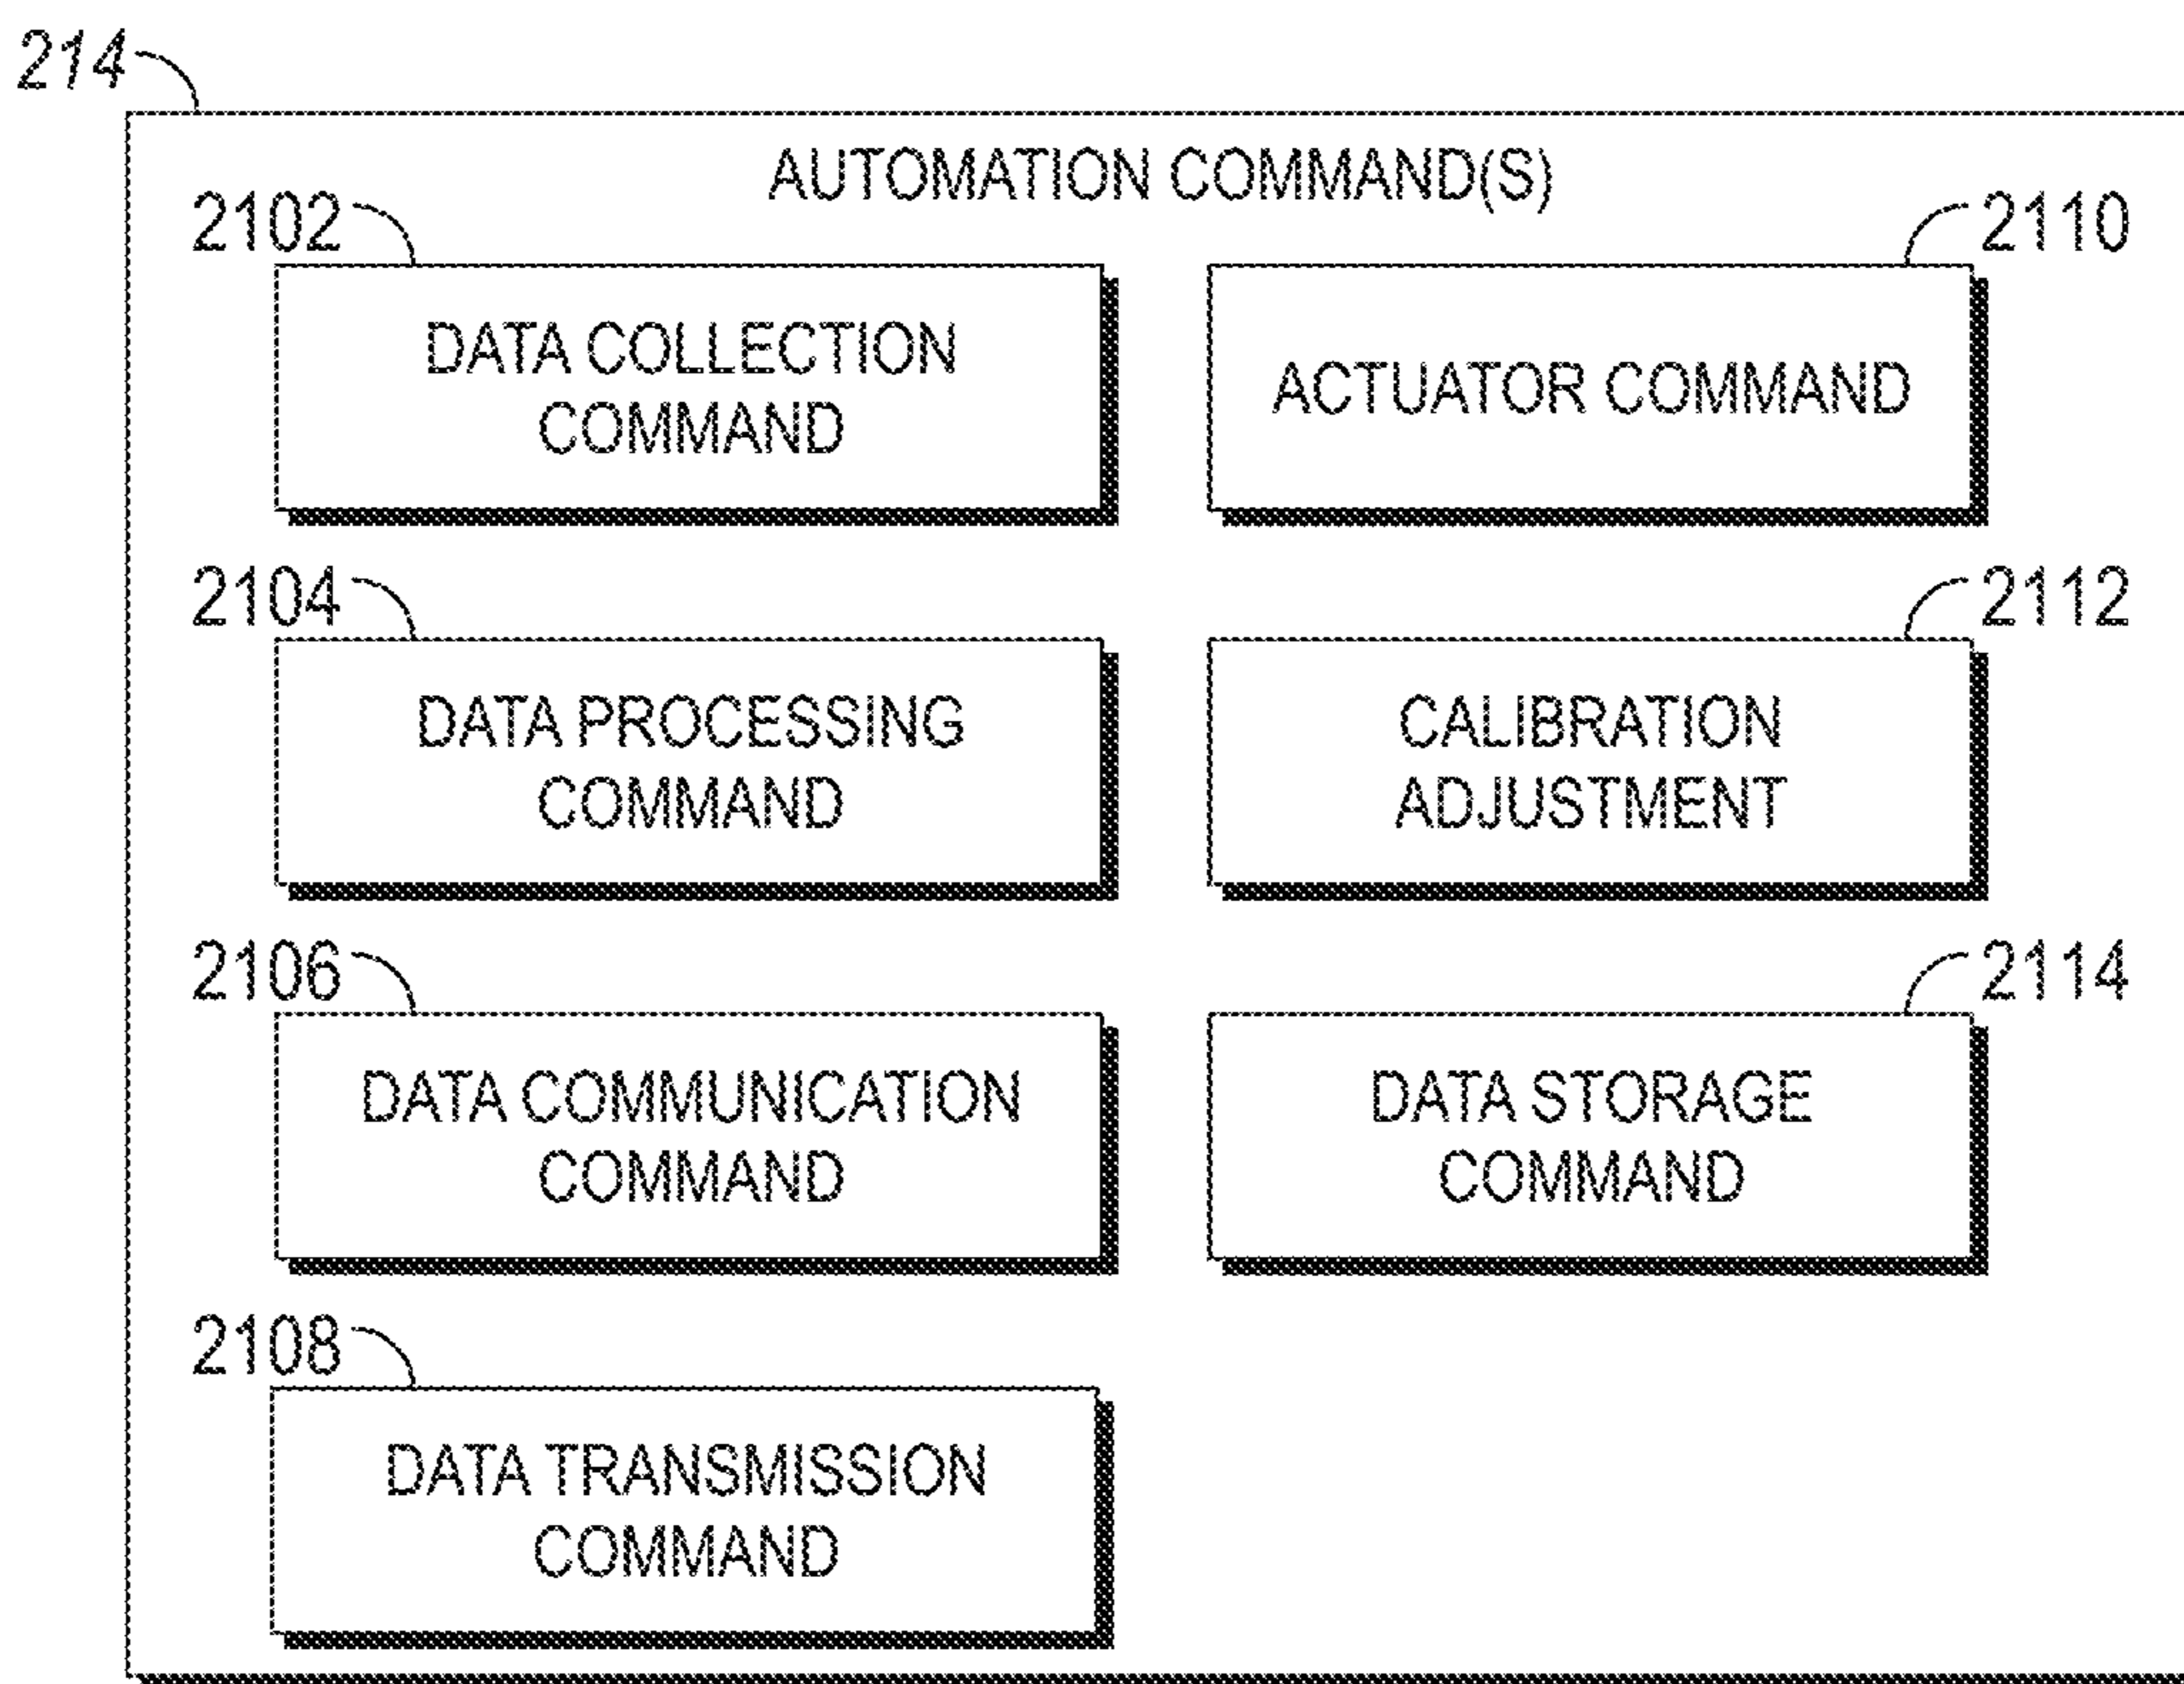 214
AUTOMATION COMMAND(S)
2102
DATA COLLECTION
COMMAND
2110
ACTUATOR COMMAND
2104
DATA PROCESSING
COMMAND
2112
CALIBRATION
ADJUSTMENT
2106
DATA COMMUNICATION
COMMAND
2114
DATA STORAGE
COMMAND
2108
DATA TRANSMISSION
COMMAND